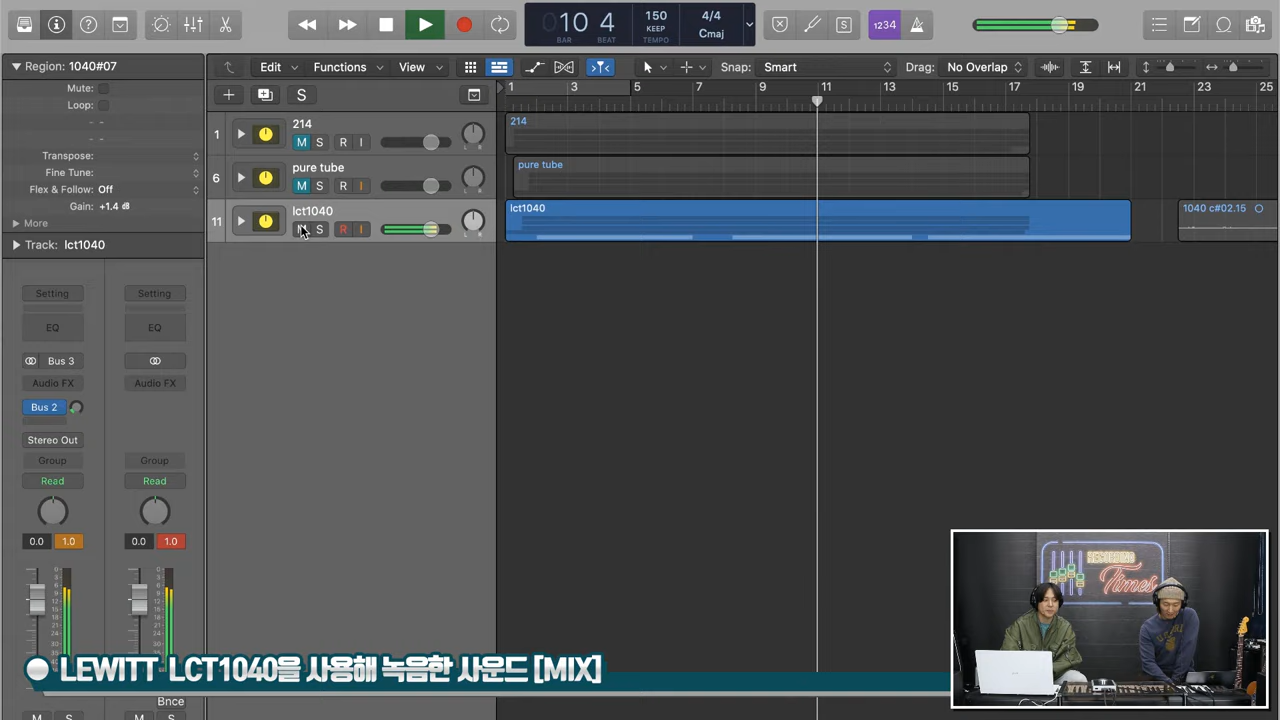 10 4
BAR BEAT
150
KEEP
TEMPO
4/4
Cmaj
1234
S
Region: 1040#07
Mute:
Loop:
Transpose:
Fine Tune:
Flex & Follow: Off
Gain: +1.4 dB
More
Track: lct1040
Edit
Functions
View
Snap: Smart
Drag: No Overlap
S
1 3 5 7 9 11 13 15 17 19 21 23 25
1
214
M S R I
L R
214
6
pure tube
M S R I
L R
pure tube
11
lct1040
M S R I
L R
lct1040
1040 c#02.15
Setting
Setting
EQ
EQ
Bus 3
Audio FX
Audio FX
Bus 2
Stereo Out
Group
Group
Read
Read
0.0 1.0
0.0 1.0
Bnce
M S
M S
RECORDING
Times
LEWITT LCT1040을 사용해 녹음한 사운드 [MIX]